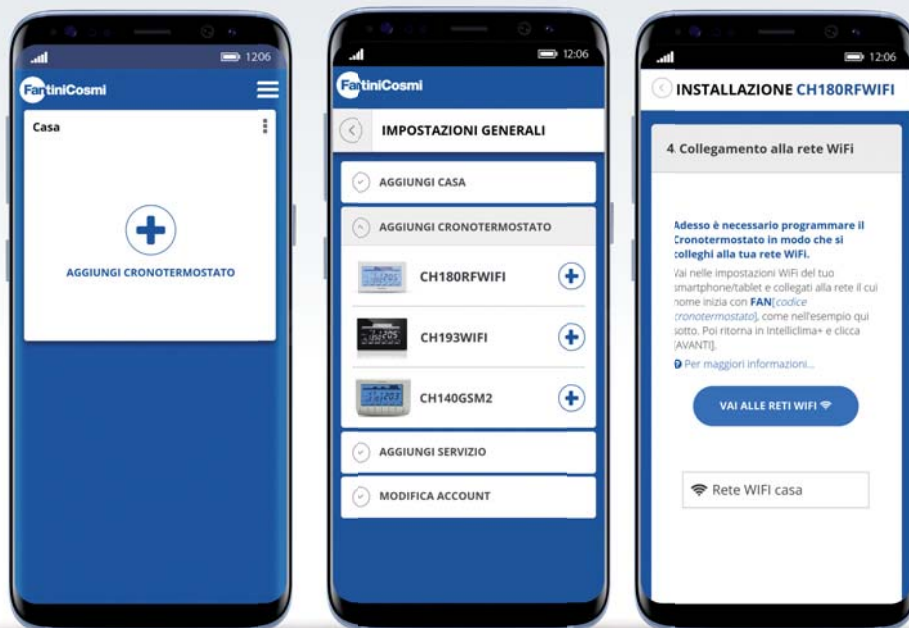 1206
FantiniCosmi
Casa
AGGIUNGI CRONOTERMOSTATO
12:06
FantiniCosmi
IMPOSTAZIONI GENERALI
AGGIUNGI CASA
AGGIUNGI CRONOTERMOSTATO
CH180RFWIFI
CH193WIFI
CH140GSM2
AGGIUNGI SERVIZIO
MODIFICA ACCOUNT
12:06
INSTALLAZIONE CH180RFWIFI
4. Collegamento alla rete WiFi
Adesso è necessario programmare il
Cronotermostato in modo che si
colleghi alla tua rete WiFi.
Vai nelle impostazioni WiFi del tuo
smartphone/tablet e collegati alla rete il cui
nome inizia con FAN[codice
cronotermostato], come nell'esempio qui
sotto. Poi ritorna in Intelliclima+ e clicca
[AVANTI].
Per maggiori informazioni...
VAI ALLE RETI WIFI
Rete WIFI casa